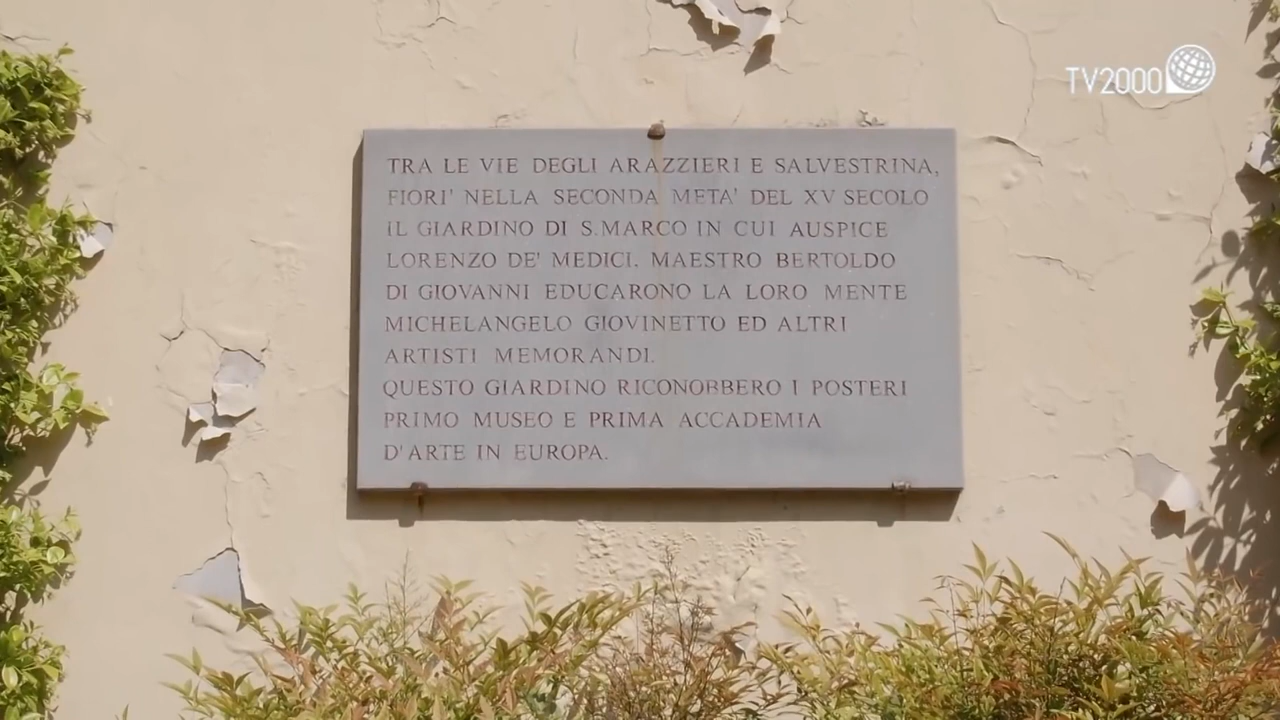 TV2000
TRA LE VIE DEGLI ARAZZIERI E SALVESTRINA,
FIORI' NELLA SECONDA META' DEL XV SECOLO
IL GIARDINO DI S.MARCO IN CUI AUSPICE
LORENZO DE' MEDICI. MAESTRO BERTOLDO
DI GIOVANNI EDUCARONO LA LORO MENTE
MICHELANGELO GIOVINETTO ED ALTRI
ARTISTI MEMORANDI.
QUESTO GIARDINO RICONOBBERO I POSTERI
PRIMO MUSEO E PRIMA ACCADEMIA
D'ARTE IN EUROPA.